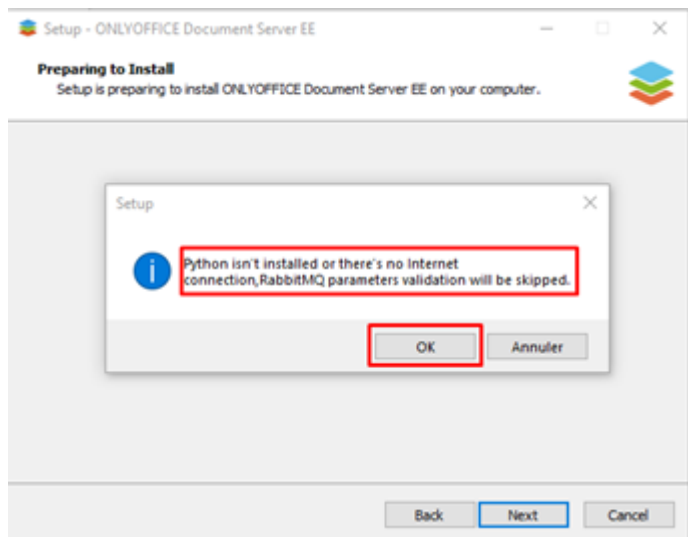 Setup - ONLYOFFICE Document Server EE
Preparing to Install
Setup is preparing to install ONLYOFFICE Document Server EE on your computer.
Setup
Python isn't installed or there's no Internet
connection,RabbitMQ parameters validation will be skipped.
OK Annuler
Back Next Cancel